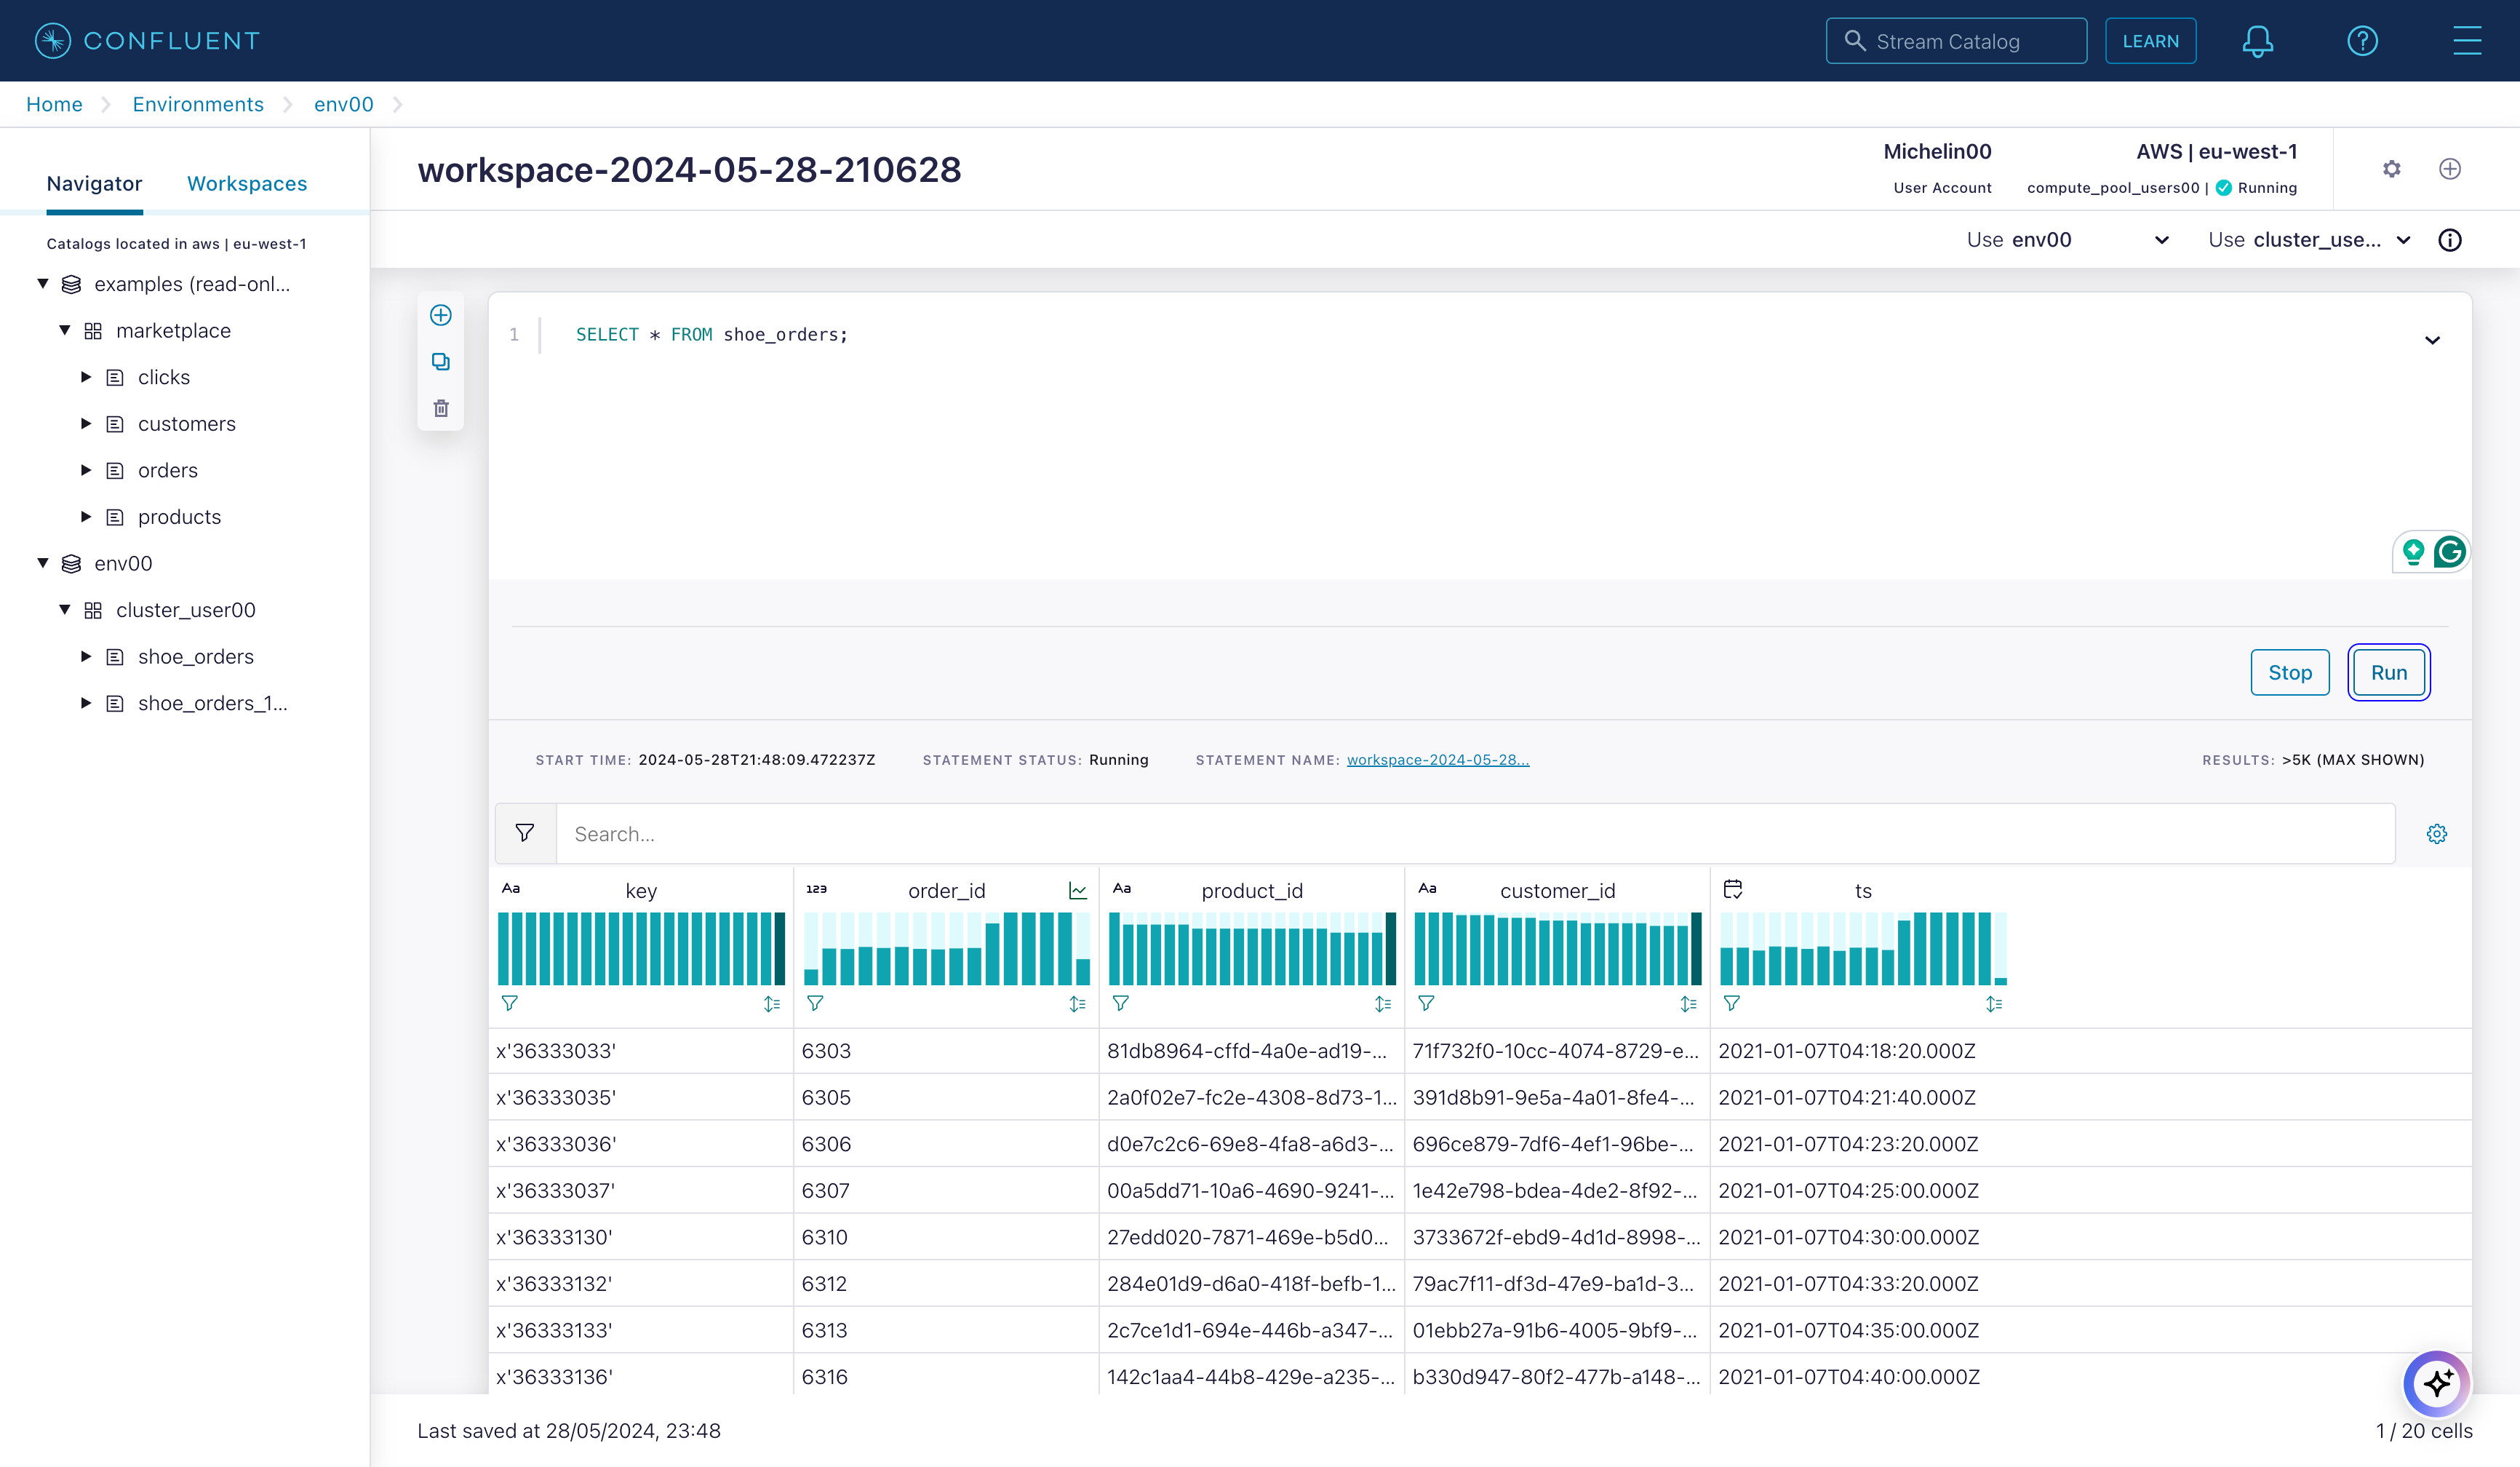 CONFLUENT
Stream Catalog
LEARN
Home
Environments
env00
Navigator
Workspaces
Catalogs located in aws | eu-west-1
examples (read-onl...
marketplace
clicks
customers
orders
products
env00
cluster_user00
shoe_orders
shoe_orders_1...
workspace-2024-05-28-210628
Michelin00
User Account
AWS | eu-west-1
compute_pool_users00 | Running
Use env00
Use cluster_use...
1 SELECT * FROM shoe_orders;
Stop
Run
START TIME: 2024-05-28T21:48:09.472237Z
STATEMENT STATUS: Running
STATEMENT NAME: workspace-2024-05-28...
RESULTS: >5K (MAX SHOWN)
Search...
Aa key
123 order_id
Aa product_id
Aa customer_id
ts
x'36333033' 6303 81db8964-cffd-4a0e-ad19-... 71f732f0-10cc-4074-8729-e... 2021-01-07T04:18:20.000Z
x'36333035' 6305 2a0f02e7-fc2e-4308-8d73-1... 391d8b91-9e5a-4a01-8fe4-... 2021-01-07T04:21:40.000Z
x'36333036' 6306 d0e7c2c6-69e8-4fa8-a6d3-... 696ce879-7df6-4ef1-96be-... 2021-01-07T04:23:20.000Z
x'36333037' 6307 00a5dd71-10a6-4690-9241-... 1e42e798-bdea-4de2-8f92-... 2021-01-07T04:25:00.000Z
x'36333130' 6310 27edd020-7871-469e-b5d0... 3733672f-ebd9-4d1d-8998-... 2021-01-07T04:30:00.000Z
x'36333132' 6312 284e01d9-d6a0-418f-befb-1... 79ac7f11-df3d-47e9-ba1d-3... 2021-01-07T04:33:20.000Z
x'36333133' 6313 2c7ce1d1-694e-446b-a347-... 01ebb27a-91b6-4005-9bf9-... 2021-01-07T04:35:00.000Z
x'36333136' 6316 142c1aa4-44b8-429e-a235-... b330d947-80f2-477b-a148-... 2021-01-07T04:40:00.000Z
Last saved at 28/05/2024, 23:48
1 / 20 cells